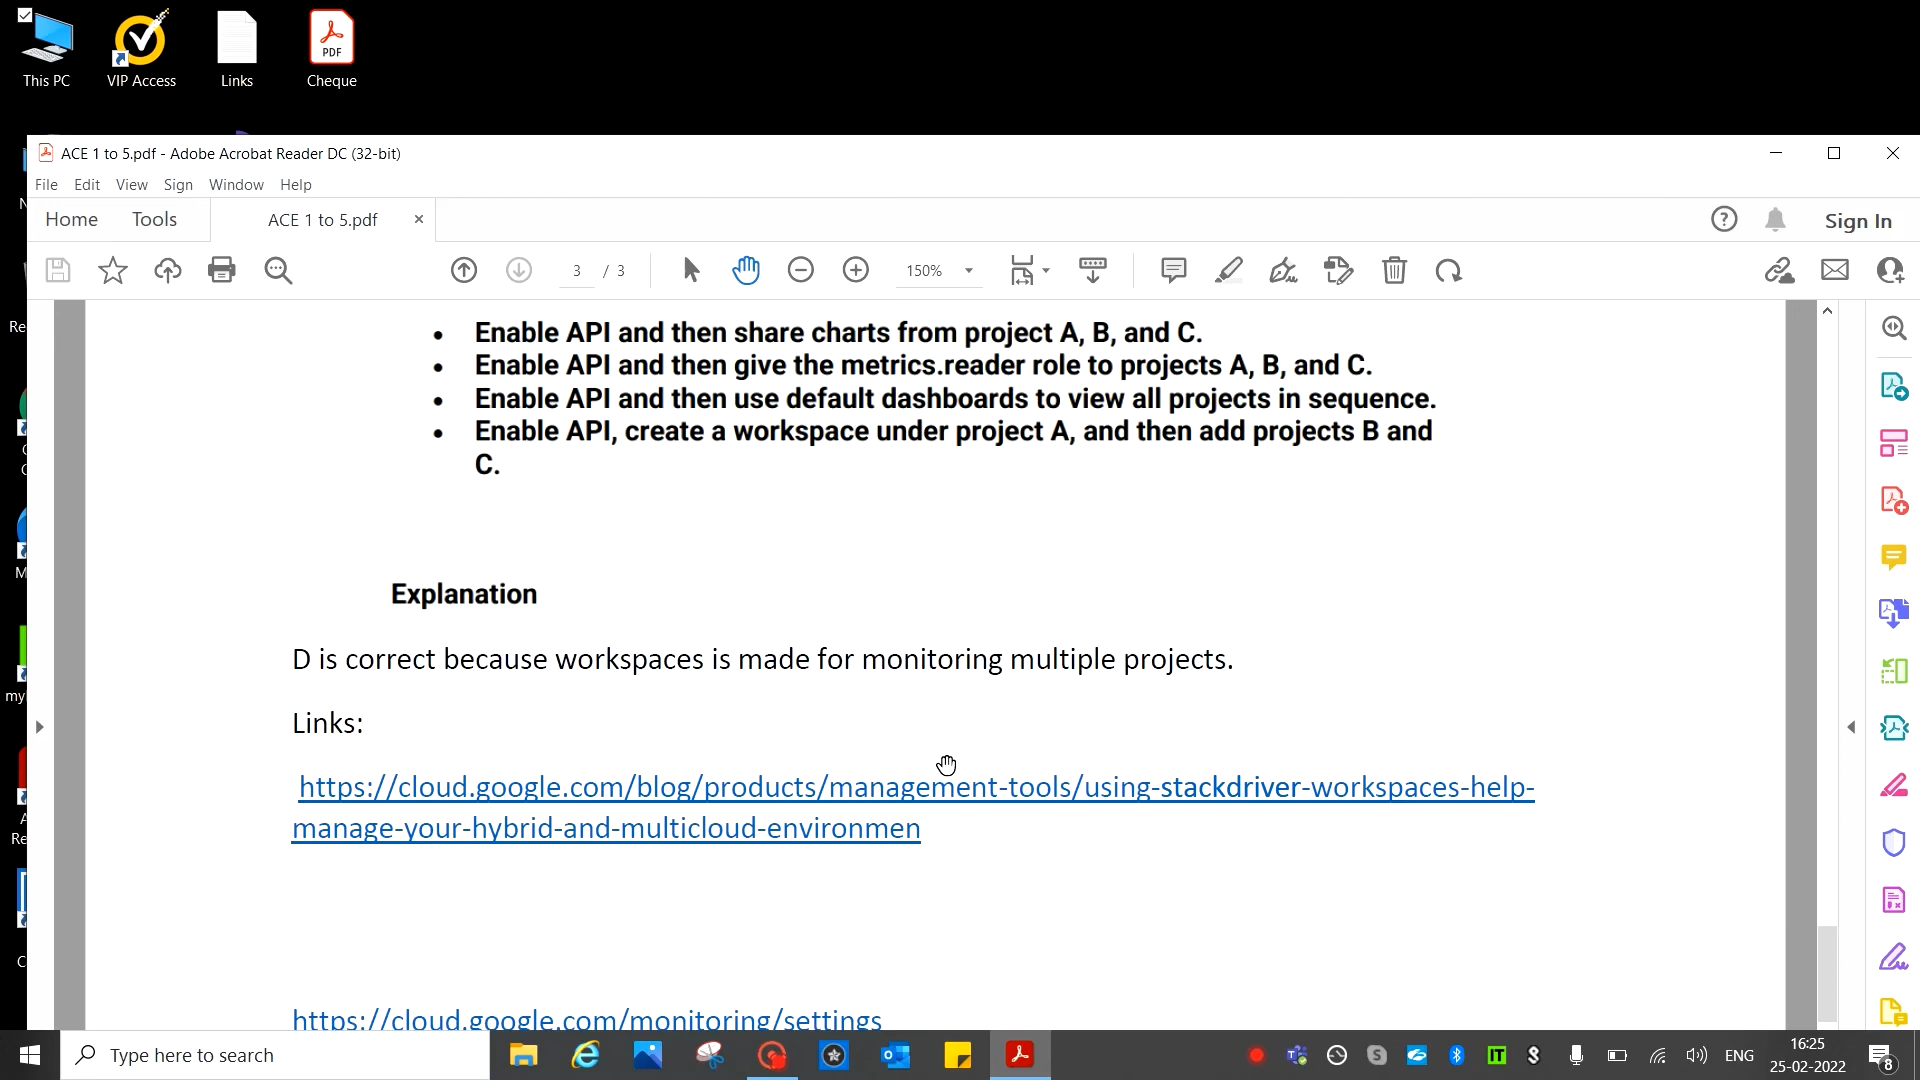 This PC
VIP Access
Links
Cheque
PDF
ACE 1 to 5.pdf - Adobe Acrobat Reader DC (32-bit)
File Edit View Sign Window Help
Home Tools ACE 1 to 5.pdf × Sign In
3 / 3 150%
• Enable API and then share charts from project A, B, and C.
• Enable API and then give the metrics.reader role to projects A, B, and C.
• Enable API and then use default dashboards to view all projects in sequence.
• Enable API, create a workspace under project A, and then add projects B and
C.
Explanation
D is correct because workspaces is made for monitoring multiple projects.
Links:
https://cloud.google.com/blog/products/management-tools/using-stackdriver-workspaces-help-
manage-your-hybrid-and-multicloud-environmen
https://cloud.google.com/monitoring/settings
Type here to search
ENG
16:25
25-02-2022
8